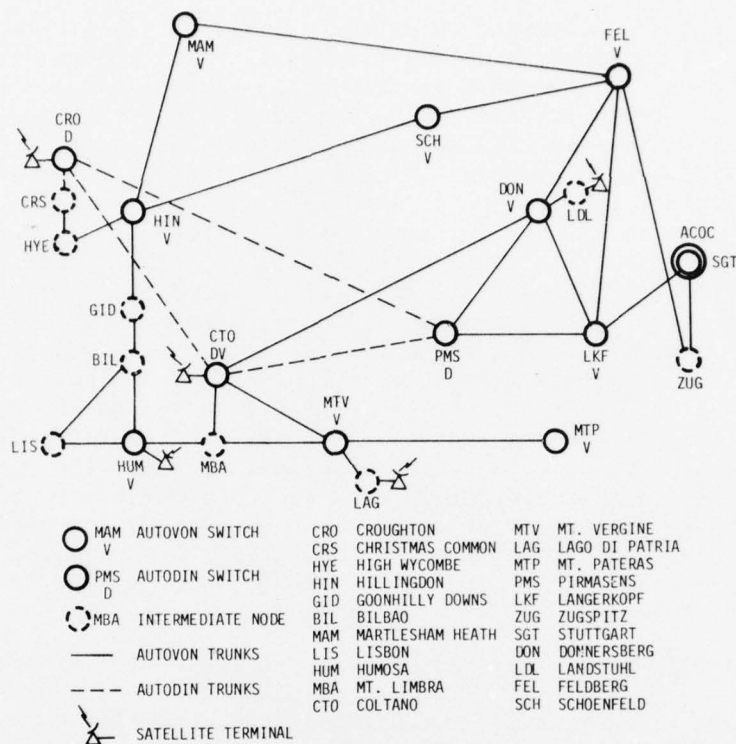 MAM
V
FEL
V
CRO
D
SCH
V
CRS
DON
V
LDL
HIN
V
HYE
ACOC
SGT
GID
CTO
DV
BIL
PMS
D
LKF
V
ZUG
MTV
V
MTP
V
LIS
HUM
V
MBA
LAG
MAM V AUTOVON SWITCH
PMS D AUTODIN SWITCH
MBA INTERMEDIATE NODE
AUTOVON TRUNKS
AUTODIN TRUNKS
SATELLITE TERMINAL
CRO CROUGHTON
CRS CHRISTMAS COMMON
HYE HIGH WYCOMBE
HIN HILLINGDON
GID GOONHILLY DOWNS
BIL BILBAO
MAM MARTLESHAM HEATH
LIS LISBON
HUM HUMOSA
MBA MT. LIMBRA
CTO COLTANO
MTV MT. VERGINE
LAG LAGO DI PATRIA
MTP MT. PATERAS
PMS PIRMASENS
LKF LANGERKOPF
ZUG ZUGSPITZ
SGT STUTTGART
DON DONNERSBERG
LDL LANDSTUHL
FEL FELDBERG
SCH SCHOENFELD